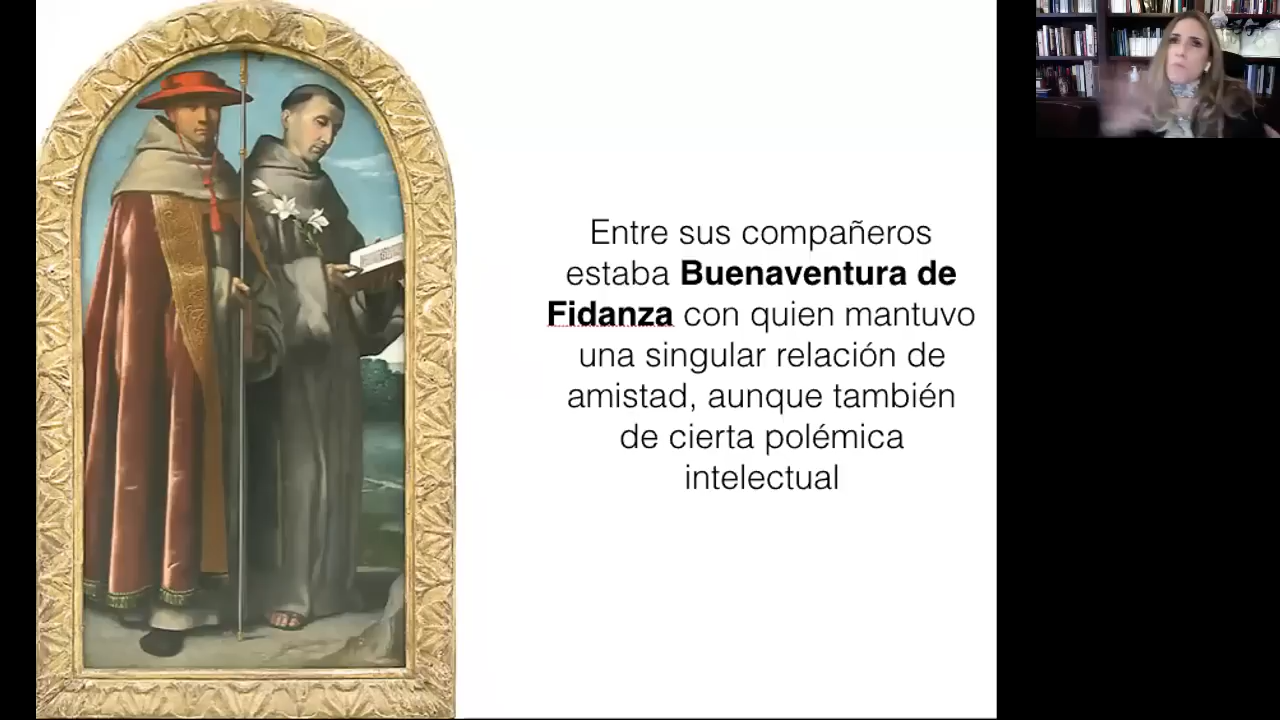 Entre sus compañeros
estaba Buenaventura de
Fidanza con quien mantuvo
una singular relación de
amistad, aunque también
de cierta polémica
intelectual